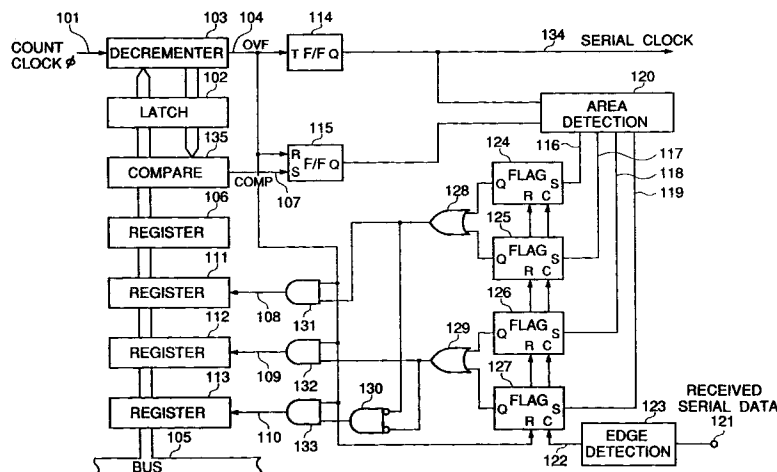 101
COUNT
CLOCK ϕ
103
DECREMENTER
104
OVF
114
T F/F Q
134
SERIAL CLOCK
102
LATCH
120
AREA
DETECTION
135
COMPARE
COMP
107
115
R
S F/F Q
116
117
118
119
124
Q FLAG S
R C
128
125
Q FLAG S
R C
106
REGISTER
111
REGISTER
108
131
126
Q FLAG S
R C
129
112
REGISTER
109
132
127
Q FLAG S
R C
130
113
REGISTER
110
133
122
123
EDGE
DETECTION
RECEIVED
SERIAL DATA
121
105
BUS